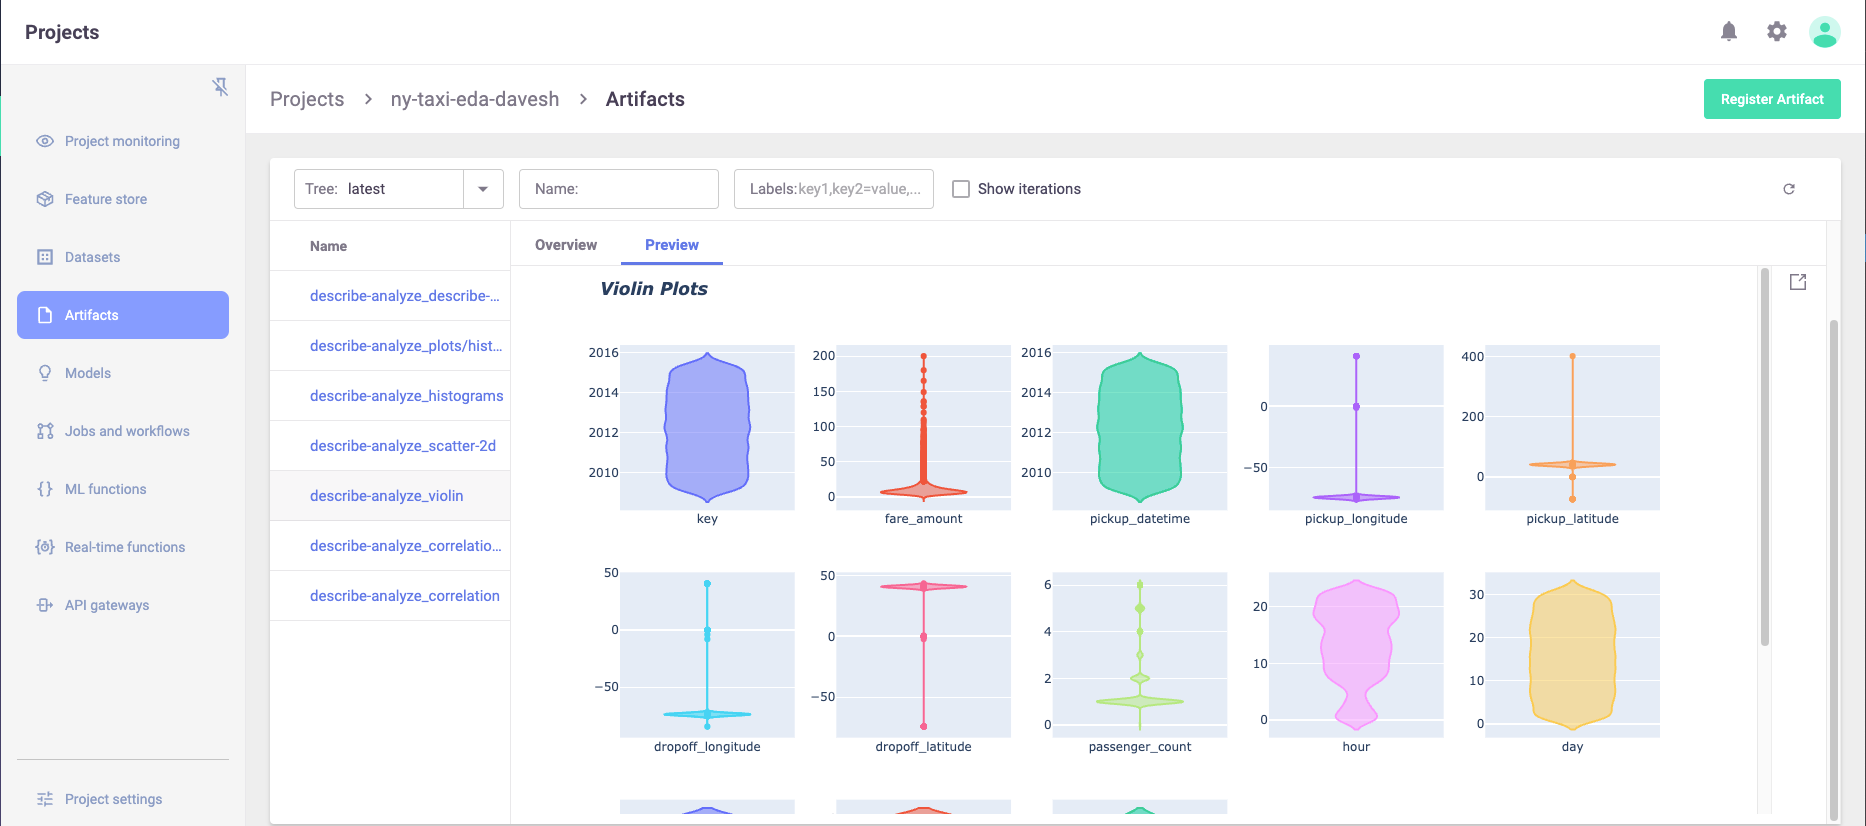 Projects
Projects > ny-taxi-eda-davesh > Artifacts
Register Artifact
Project monitoring
Feature store
Datasets
Artifacts
Models
Jobs and workflows
ML functions
Real-time functions
API gateways
Project settings
Tree: latest
Name:
Labels:key1,key2=value,...
Show iterations
Name
describe-analyze_describe-...
describe-analyze_plots/hist...
describe-analyze_histograms
describe-analyze_scatter-2d
describe-analyze_violin
describe-analyze_correlatio...
describe-analyze_correlation
Overview
Preview
Violin Plots
2016
2014
2012
2010
key
200
150
100
50
0
fare_amount
2016
2014
2012
2010
pickup_datetime
0
−50
pickup_longitude
400
200
0
pickup_latitude
50
0
−50
dropoff_longitude
50
0
−50
dropoff_latitude
6
4
2
0
passenger_count
20
10
0
hour
30
20
10
0
day